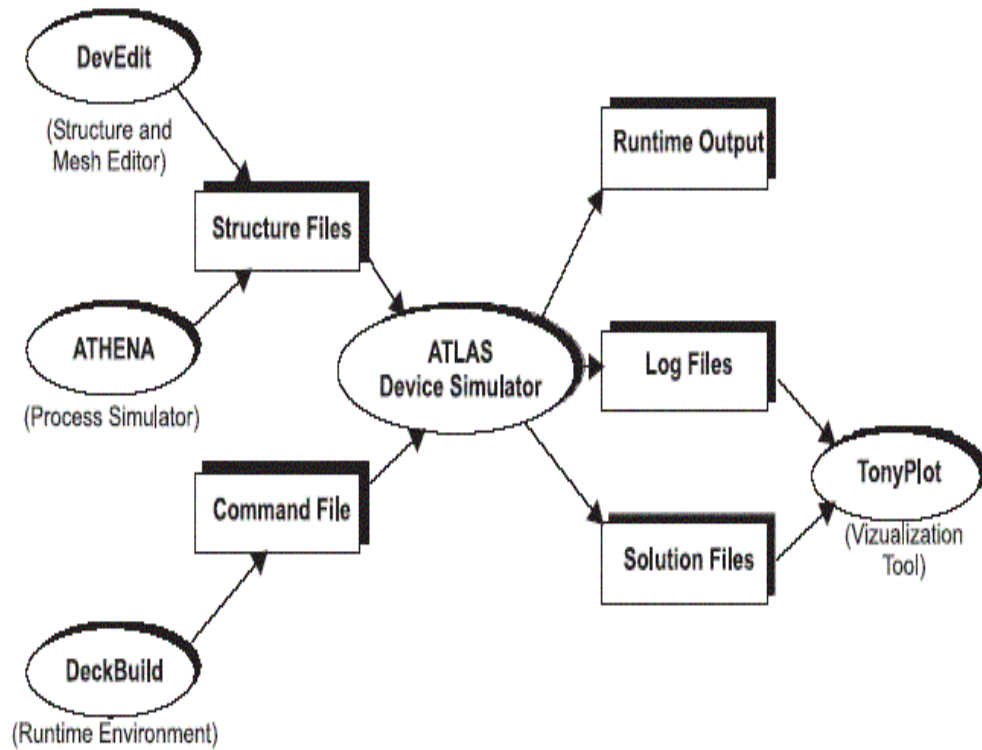 DevEdit
(Structure and
Mesh Editor)
Structure Files
ATHENA
(Process Simulator)
Command File
DeckBuild
(Runtime Environment)
ATLAS
Device Simulator
Runtime Output
Log Files
Solution Files
TonyPlot
(Vizualization
Tool)